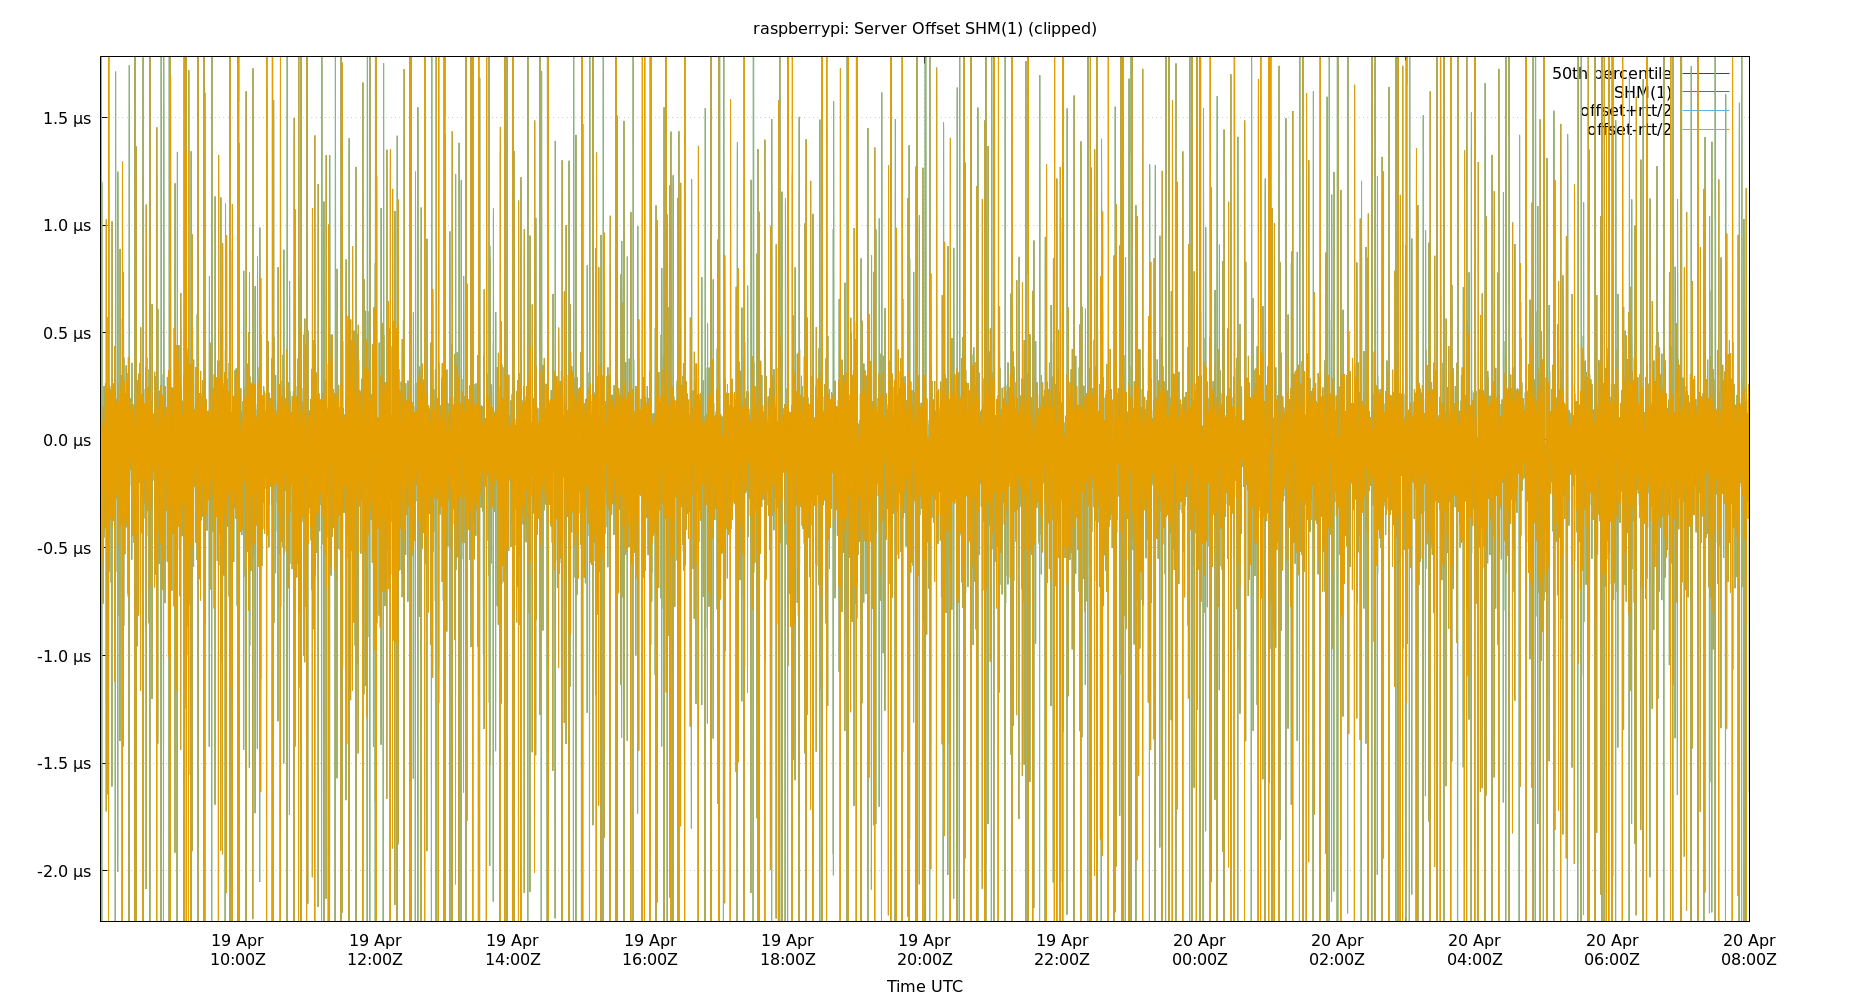 raspberrypi: Server Offset SHM(1) (clipped)
50th percentile
SHM(1)
offset+rtt/2
offset-rtt/2
1.5 µs
1.0 µs
0.5 µs
0.0 µs
-0.5 µs
-1.0 µs
-1.5 µs
-2.0 µs
19 Apr 19 Apr 19 Apr 19 Apr 19 Apr 19 Apr 19 Apr 20 Apr 20 Apr 20 Apr 20 Apr 20 Apr
10:00Z 12:00Z 14:00Z 16:00Z 18:00Z 20:00Z 22:00Z 00:00Z 02:00Z 04:00Z 06:00Z 08:00Z
Time UTC